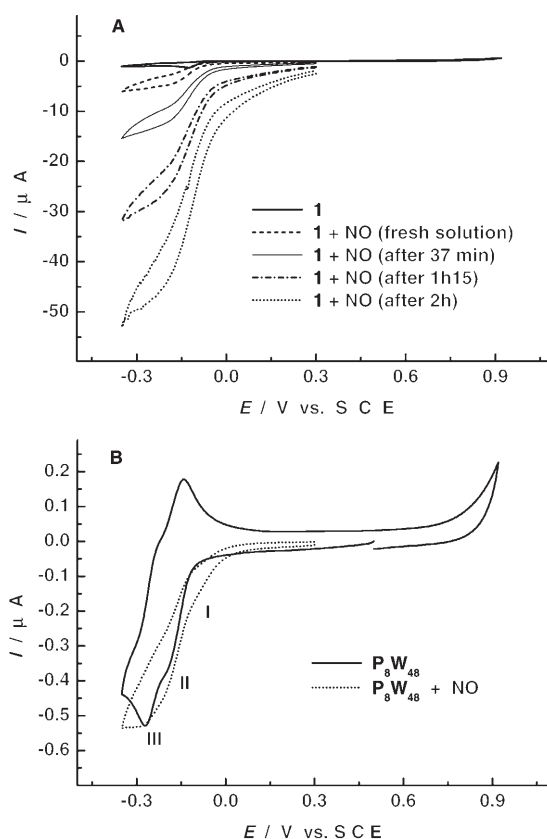 A
0
-10
-20
-30
-40
-50
I / µ A
1
1 + NO (fresh solution)
1 + NO (after 37 min)
1 + NO (after 1h15)
1 + NO (after 2h)
-0.3 0.0 0.3 0.6 0.9
E / V vs. S C E
B
0.2
0.1
0.0
-0.1
-0.2
-0.3
-0.4
-0.5
-0.6
I / µ A
I
II
III
P8W48
P8W48 + NO
-0.3 0.0 0.3 0.6 0.9
E / V vs. S C E